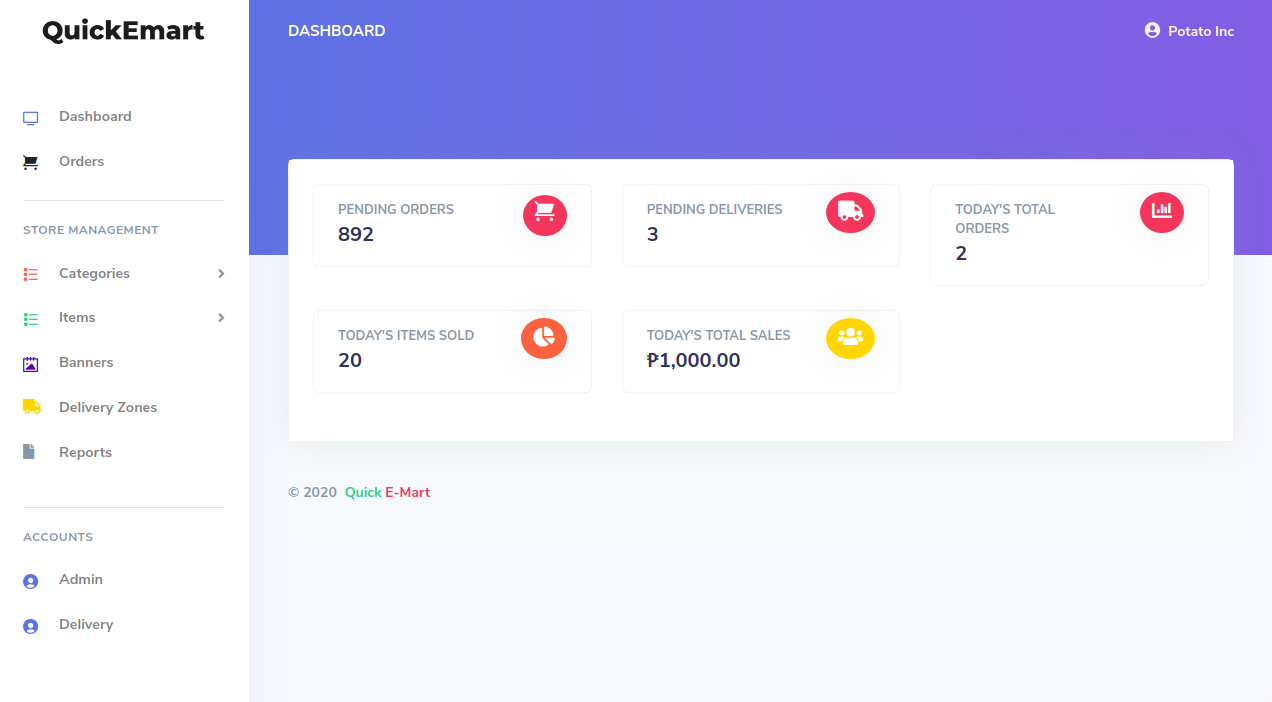 QuickEmart
DASHBOARD
Potato Inc
Dashboard
Orders
STORE MANAGEMENT
Categories
Items
Banners
Delivery Zones
Reports
ACCOUNTS
Admin
Delivery
PENDING ORDERS
892
PENDING DELIVERIES
3
TODAY'S TOTAL
ORDERS
2
TODAY'S ITEMS SOLD
20
TODAY'S TOTAL SALES
₱1,000.00
© 2020 Quick E-Mart